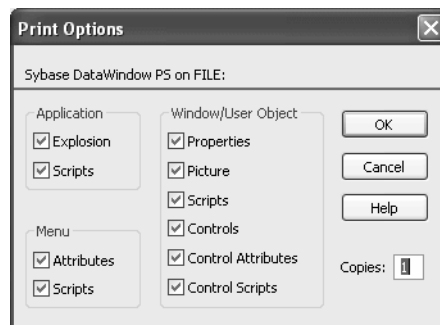 Print Options
Sybase DataWindow PS on FILE:
Application
Explosion
Scripts
Menu
Attributes
Scripts
Window/User Object
Properties
Picture
Scripts
Controls
Control Attributes
Control Scripts
OK
Cancel
Help
Copies: 1